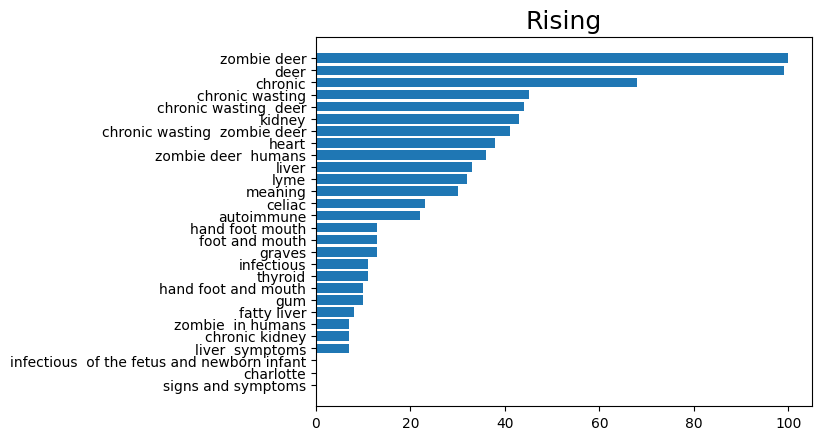 Rising
zombie deer
deer
chronic
chronic wasting
chronic wasting  deer
kidney
chronic wasting  zombie deer
heart
zombie deer  humans
liver
lyme
meaning
celiac
autoimmune
hand foot mouth
foot and mouth
graves
infectious
thyroid
hand foot and mouth
gum
fatty liver
zombie  in humans
chronic kidney
liver  symptoms
infectious  of the fetus and newborn infant
charlotte
signs and symptoms
0 20 40 60 80 100